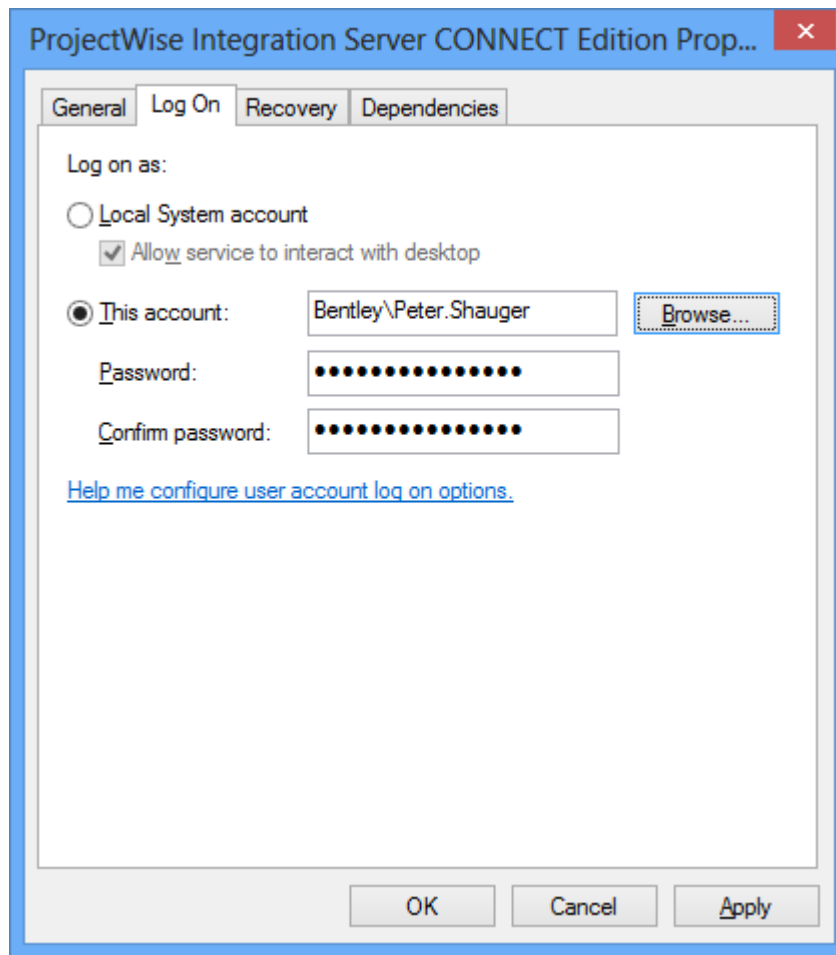 ProjectWise Integration Server CONNECT Edition Prop...
General Log On Recovery Dependencies
Log on as:
Local System account
Allow service to interact with desktop
This account: Bentley\Peter.Shauger Browse...
Password: •••••••••••••••
Confirm password: •••••••••••••••
Help me configure user account log on options.
OK Cancel Apply